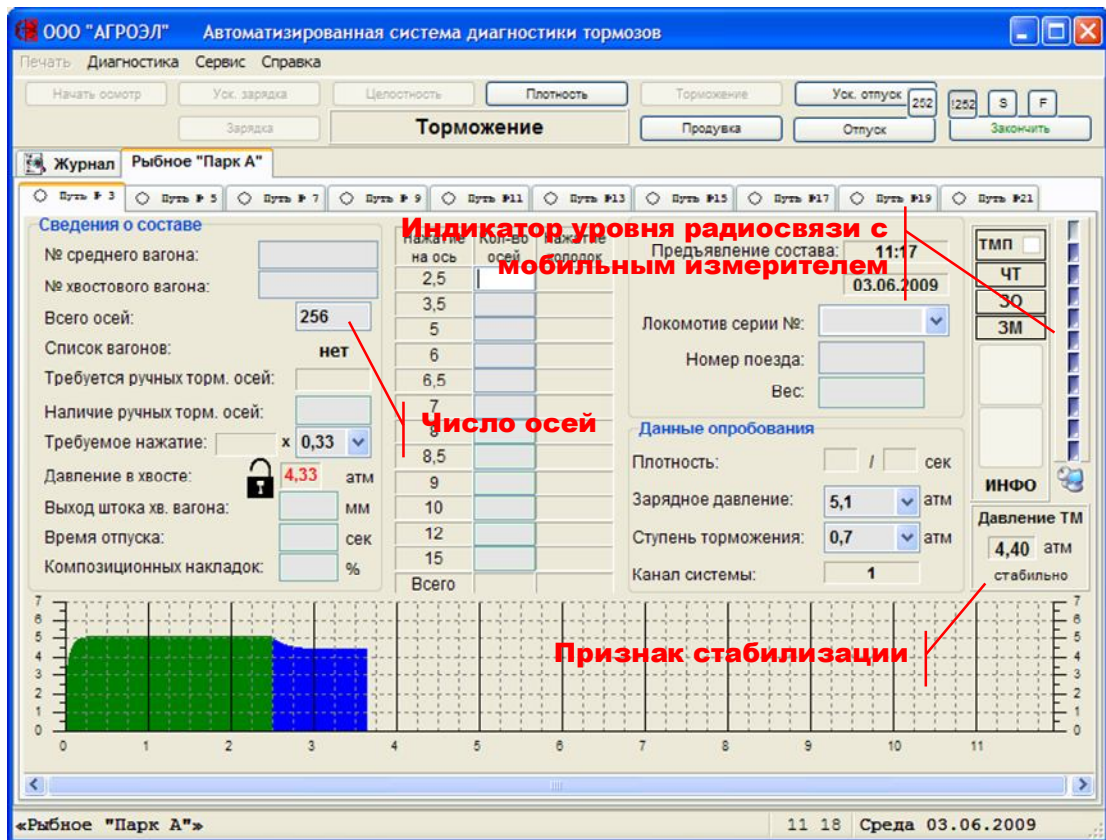 ООО "АГРОЭЛ" Автоматизированная система диагностики тормозов
Печать Диагностика Сервис Справка
Начать осмотр Уск. зарядка Целостность Плотность Торможение Уск. отпуск 252 !252 S F
Зарядка Торможение Продувка Отпуск Закончить
Журнал Рыбное "Парк А"
Путь № 3 Путь № 5 Путь № 7 Путь № 9 Путь №11 Путь №13 Путь №15 Путь №17 Путь №19 Путь №21
Сведения о составе
№ среднего вагона:
№ хвостового вагона:
Всего осей: 256
Список вагонов: нет
Требуется ручных торм. осей:
Наличие ручных торм. осей:
Требуемое нажатие: x 0,33
Давление в хвосте: 4,33 атм
Выход штока хв. вагона: мм
Время отпуска: сек
Композиционных накладок: %
Нажатие Кол-во Нажатие
на ось осей колодок
2,5
3,5
5
6
6,5
7
8
8,5
9
10
12
15
Всего
Индикатор уровня радиосвязи с
мобильным измерителем
Число осей
Предъявление состава: 11:17
03.06.2009
Локомотив серии №:
Номер поезда:
Вес:
Данные опробования
Плотность: / сек
Зарядное давление: 5,1 атм
Ступень торможения: 0,7 атм
Канал системы: 1
ТМП
ЧТ
ЗО
ЗМ
ИНФО
Давление ТМ
4,40 атм
стабильно
Признак стабилизации
7 7
6 6
5 5
4 4
3 3
2 2
1 1
0 0
0 1 2 3 4 5 6 7 8 9 10 11
«Рыбное "Парк А"» 11 18 Среда 03.06.2009